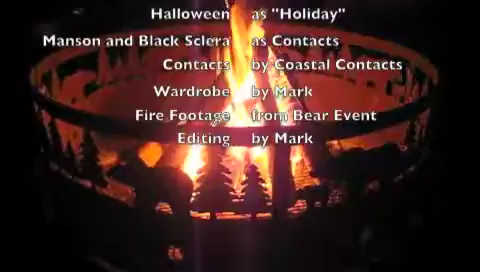 Halloween as "Holiday"
Manson and Black Sclera as Contacts
Contacts by Coastal Contacts
Wardrobe by Mark
Fire Footage from Bear Event
Editing by Mark